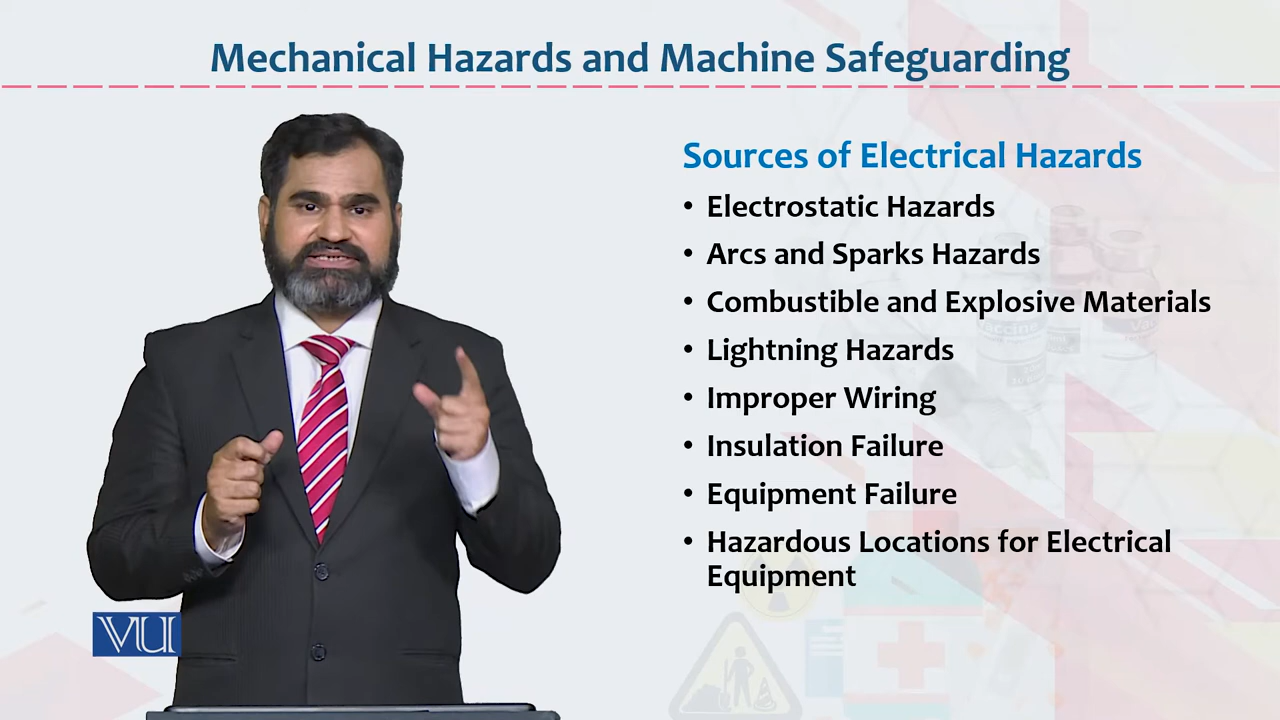 Mechanical Hazards and Machine Safeguarding
Sources of Electrical Hazards
• Electrostatic Hazards
• Arcs and Sparks Hazards
• Combustible and Explosive Materials
• Lightning Hazards
• Improper Wiring
• Insulation Failure
• Equipment Failure
• Hazardous Locations for Electrical
Equipment
VU
Vaccine